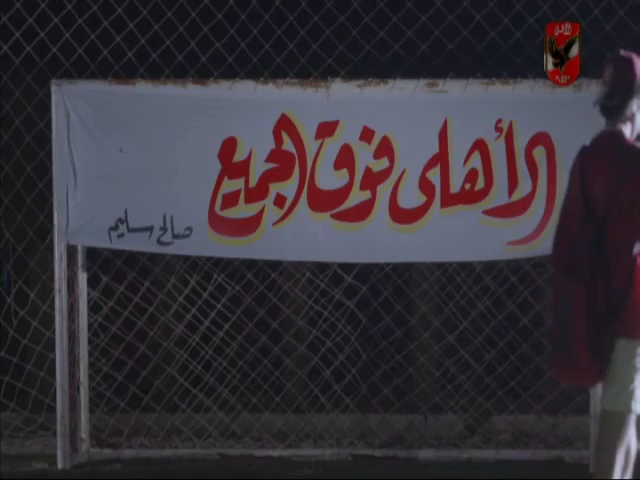 الأهلى فوق الجميع
صالح سليم